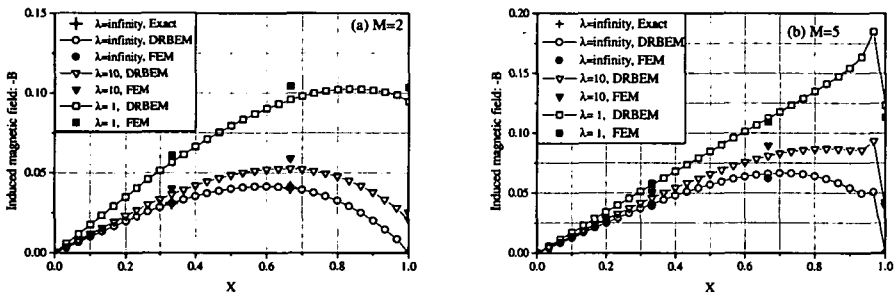 0.15
0.10
0.05
0.00
Induced magnetic field: -B
λ=infinity, Exact
λ=infinity, DRBEM
λ=infinity, FEM
λ=10, DRBEM
λ=10, FEM
λ= 1, DRBEM
λ= 1, FEM
(a) M=2
0.0 0.2 0.4 0.6 0.8 1.0
X
0.20
0.15
0.10
0.05
0.00
Induced magnetic field: -B
λ=infinity, Exact
λ=infinity, DRBEM
λ=infinity, FEM
λ=10, DRBEM
λ=10, FEM
λ= 1, DRBEM
λ= 1, FEM
(b) M=5
0.0 0.2 0.4 0.6 0.8 1.0
X